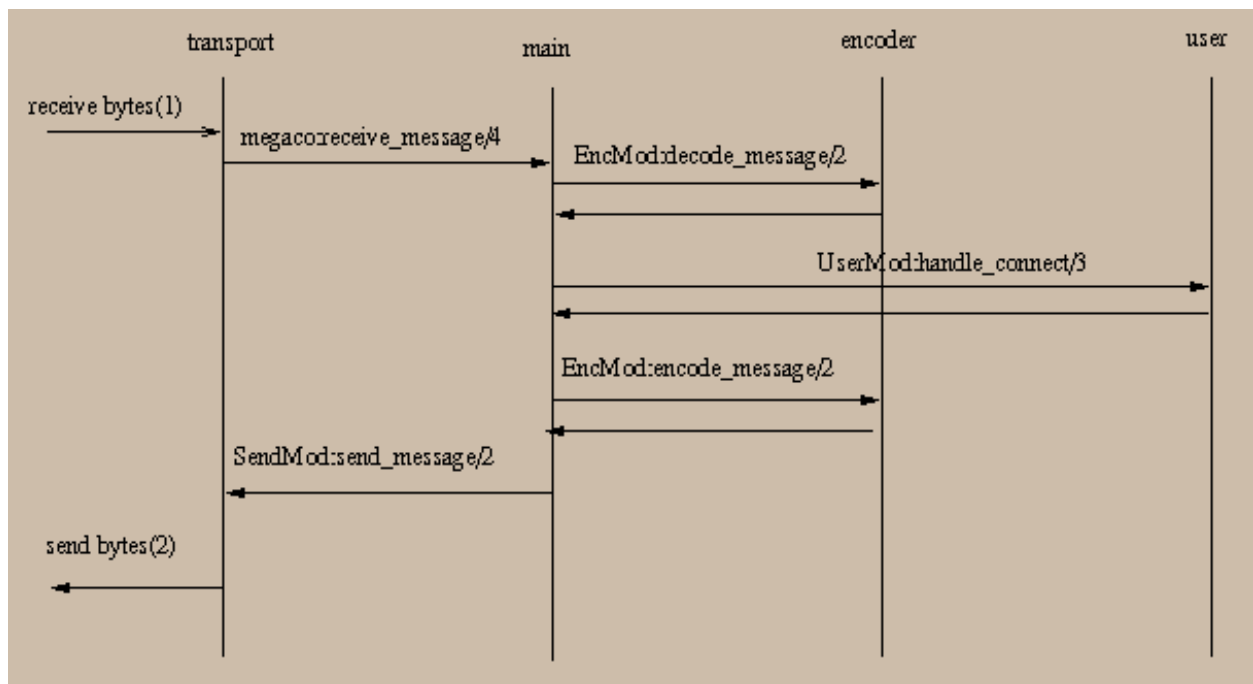 transport
main
encoder
user
receive bytes(1)
megaco:receive_message/4
EncMod:decode_message/2
UserMod:handle_connect/3
EncMod:encode_message/2
SendMod:send_message/2
send bytes(2)